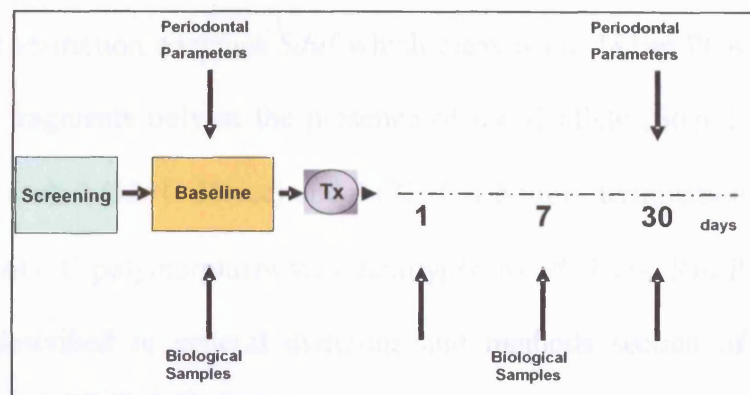 Periodontal
Parameters
Periodontal
Parameters
Screening
Baseline
Tx
1
7
30
days
Biological
Samples
Biological
Samples